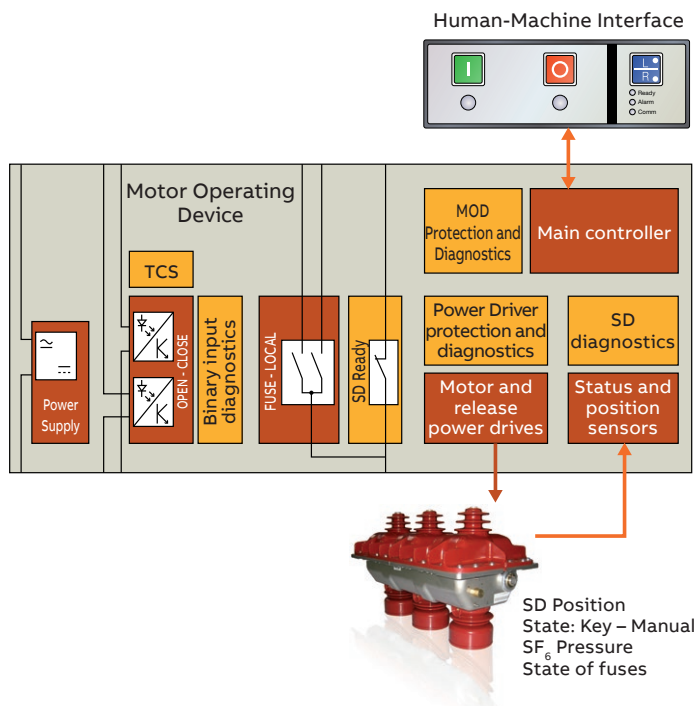 Human-Machine Interface
I
O
L
R
Ready
Alarm
Comm
Motor Operating
Device
MOD
Protection and
Diagnostics
Main controller
TCS
Power Driver
protection and
diagnostics
SD
diagnostics
OPEN - CLOSE
Binary input
diagnostics
FUSE - LOCAL
SD Ready
Power
Supply
Motor and
release
power drives
Status and
position
sensors
SD Position
State: Key – Manual
SF₆ Pressure
State of fuses